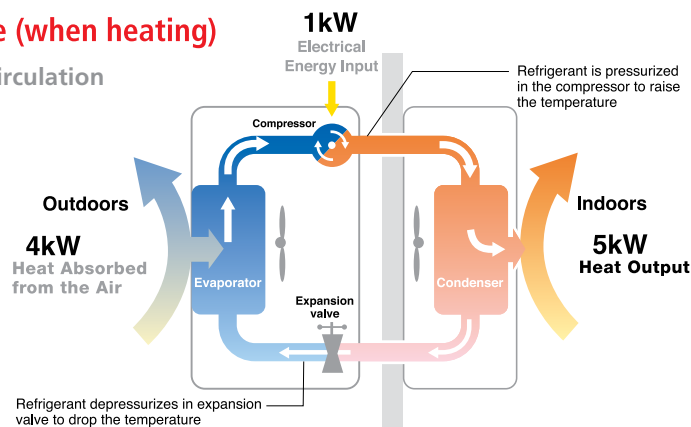 e (when heating)
irculation
1kW
Electrical
Energy Input
Refrigerant is pressurized
in the compressor to raise
the temperature
Compressor
Outdoors
4kW
Heat Absorbed
from the Air
Evaporator
Expansion
valve
Condenser
Indoors
5kW
Heat Output
Refrigerant depressurizes in expansion
valve to drop the temperature